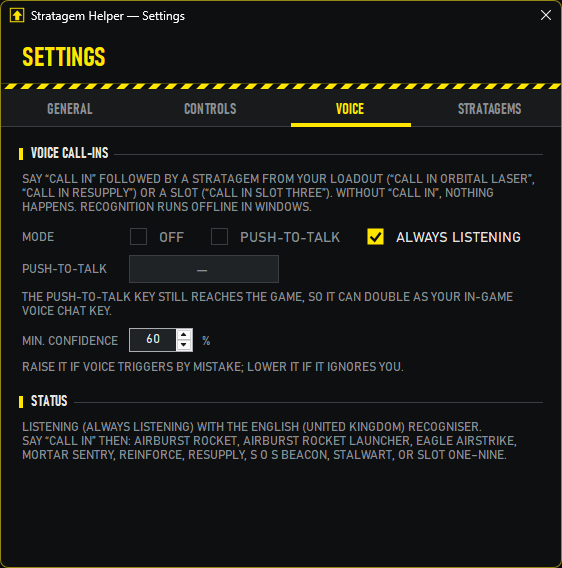 Stratagem Helper — Settings
SETTINGS
GENERAL CONTROLS VOICE STRATAGEMS
VOICE CALL-INS
SAY “CALL IN” FOLLOWED BY A STRATAGEM FROM YOUR LOADOUT (“CALL IN ORBITAL LASER”,
“CALL IN RESUPPLY”) OR A SLOT (“CALL IN SLOT THREE”). WITHOUT “CALL IN”, NOTHING
HAPPENS. RECOGNITION RUNS OFFLINE IN WINDOWS.
MODE OFF PUSH-TO-TALK ALWAYS LISTENING
PUSH-TO-TALK —
THE PUSH-TO-TALK KEY STILL REACHES THE GAME, SO IT CAN DOUBLE AS YOUR IN-GAME
VOICE CHAT KEY.
MIN. CONFIDENCE 60 %
RAISE IT IF VOICE TRIGGERS BY MISTAKE; LOWER IT IF IT IGNORES YOU.
STATUS
LISTENING (ALWAYS LISTENING) WITH THE ENGLISH (UNITED KINGDOM) RECOGNISER.
SAY “CALL IN” THEN: AIRBURST ROCKET, AIRBURST ROCKET LAUNCHER, EAGLE AIRSTRIKE,
MORTAR SENTRY, REINFORCE, RESUPPLY, S O S BEACON, STALWART, OR SLOT ONE–NINE.